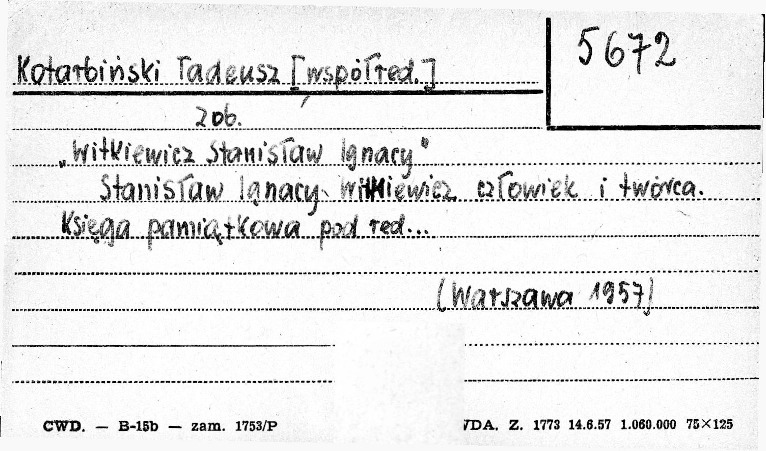 5672
Kotarbiński Tadeusz [współred.]
zob.
"Witkiewicz Stanisław Ignacy"
Stanisław Ignacy Witkiewicz człowiek i twórca.
Księga pamiątkowa pod red...
(Warszawa 1957)
CWD. — B-15b — zam. 1753/P
WDA. Z. 1773 14.6.57 1.060.000 75×125